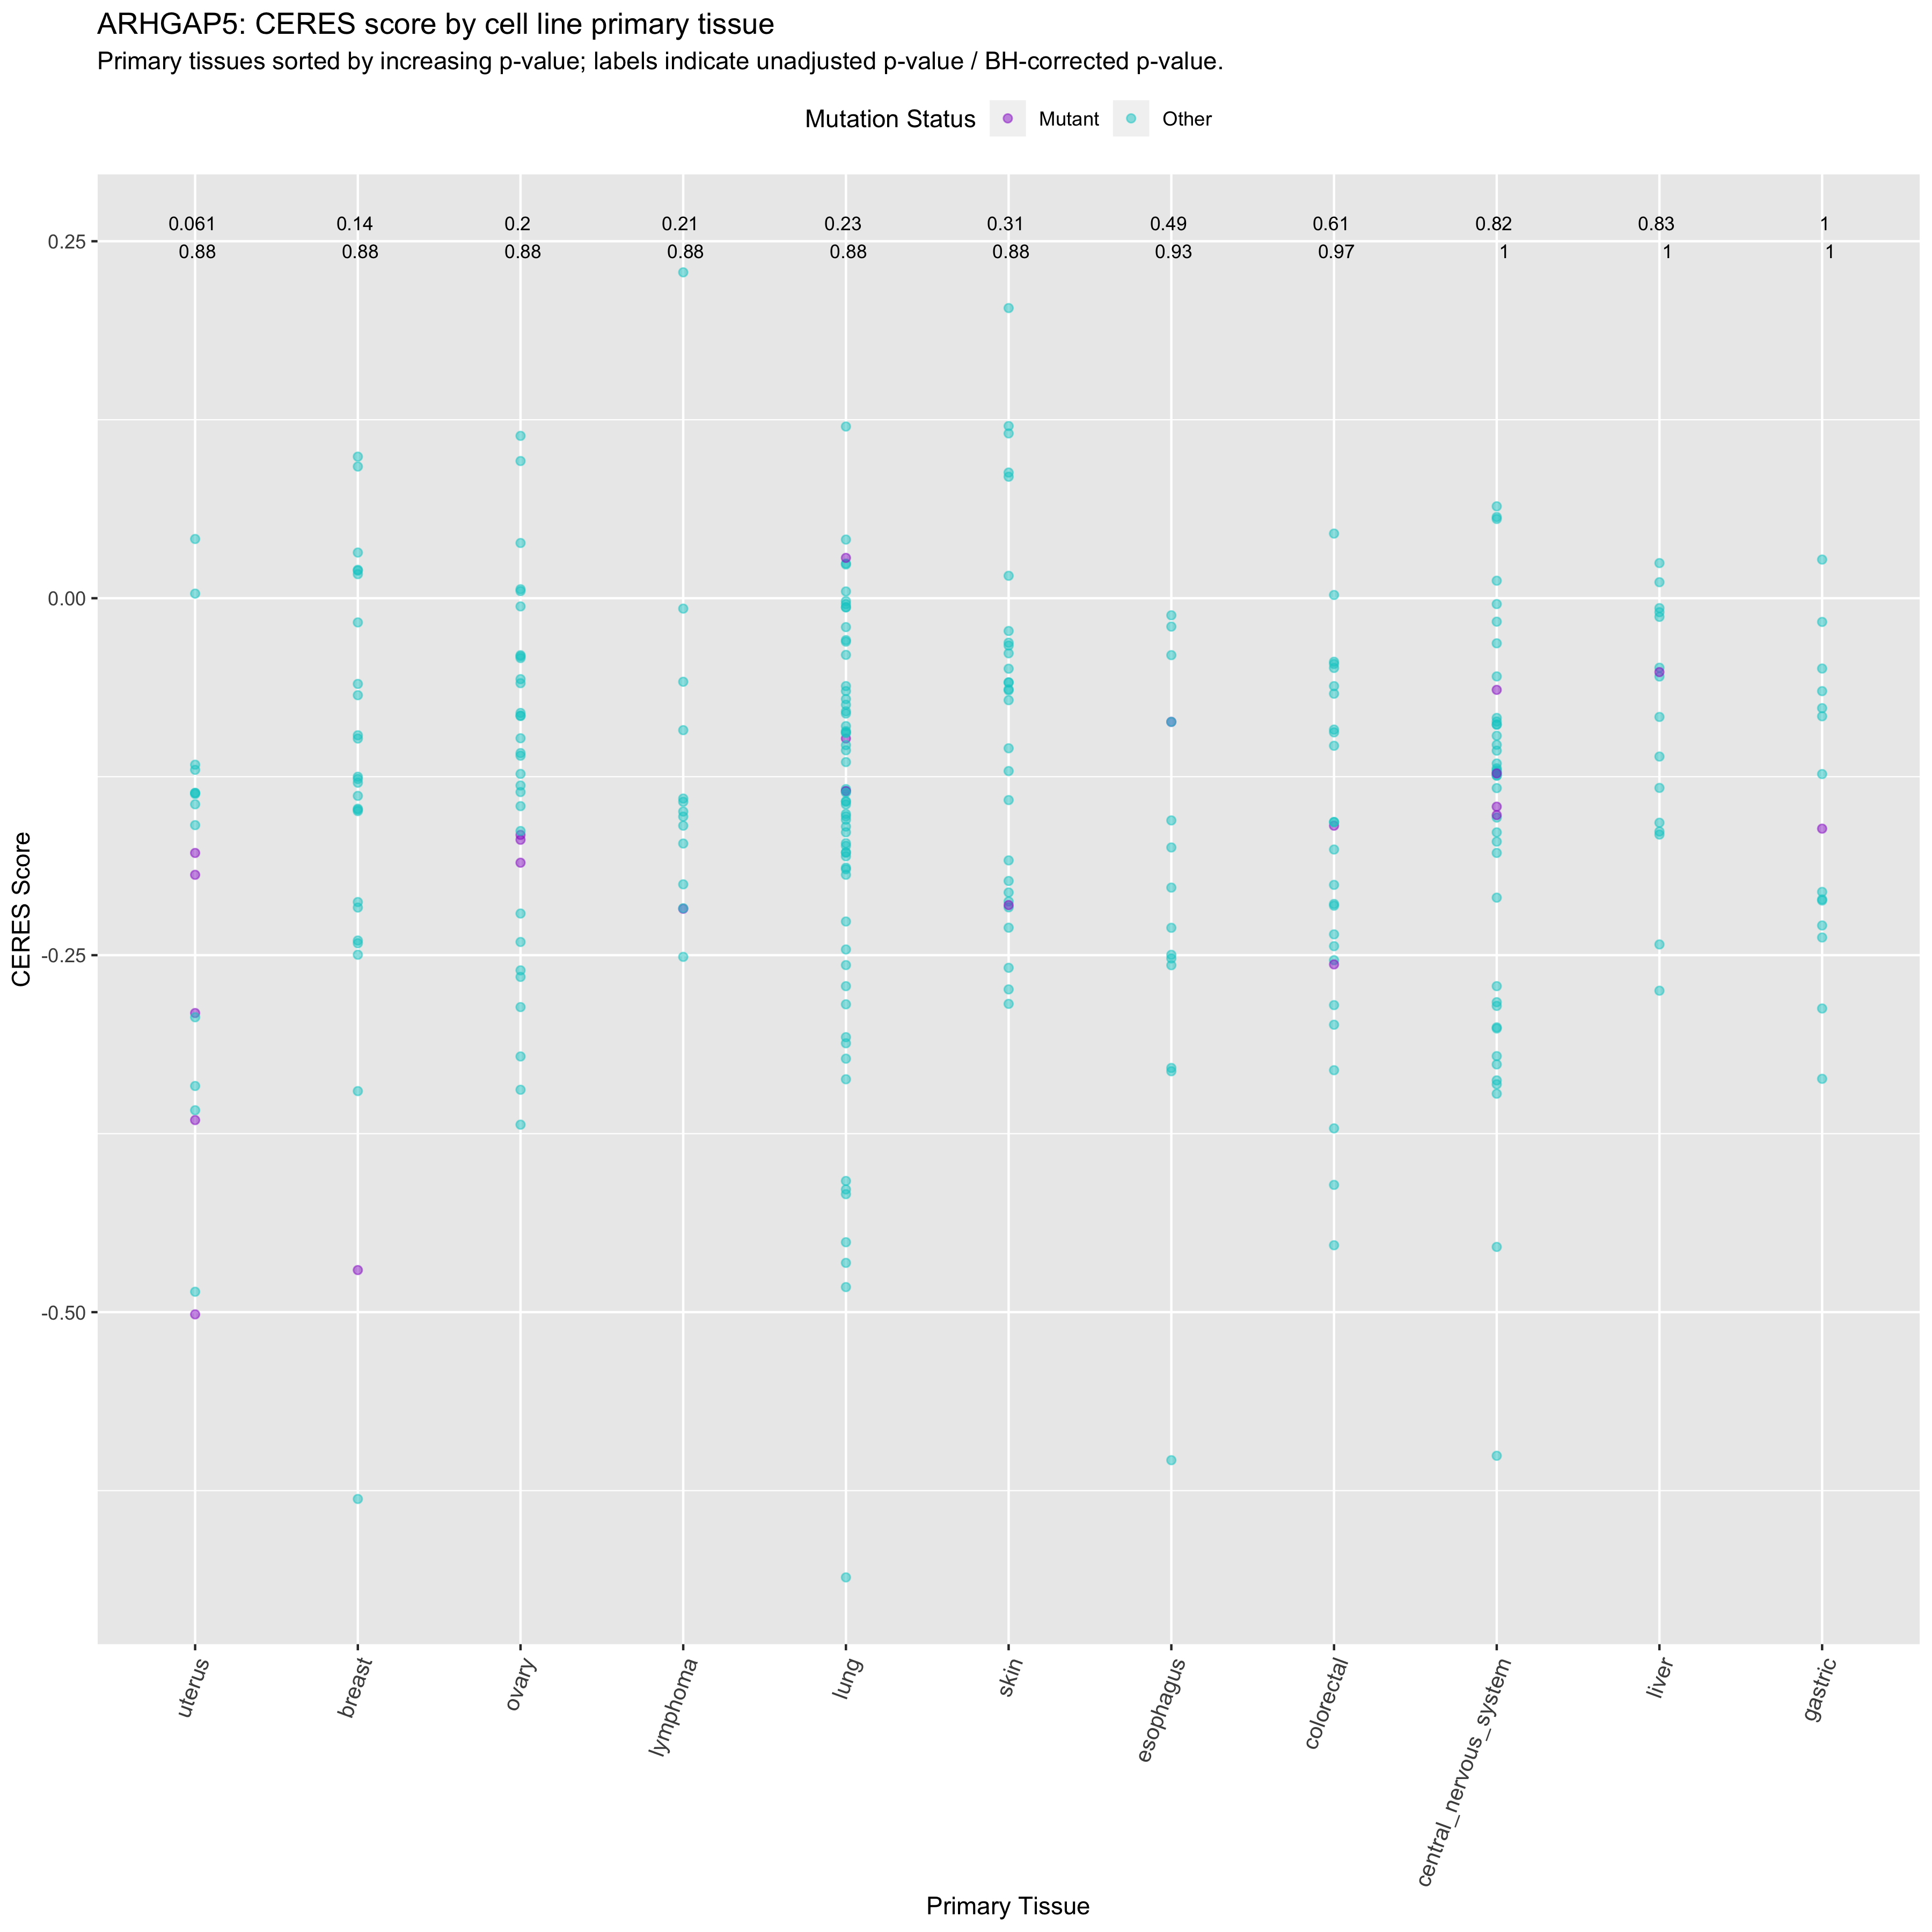 ARHGAP5: CERES score by cell line primary tissue
Primary tissues sorted by increasing p-value; labels indicate unadjusted p-value / BH-corrected p-value.
Mutation Status Mutant Other
0.061 0.14 0.2 0.21 0.23 0.31 0.49 0.61 0.82 0.83 1
0.88 0.88 0.88 0.88 0.88 0.88 0.93 0.97 1 1 1
0.25
0.00
-0.25
-0.50
CERES Score
uterus
breast
ovary
lymphoma
lung
skin
esophagus
colorectal
central_nervous_system
liver
gastric
Primary Tissue